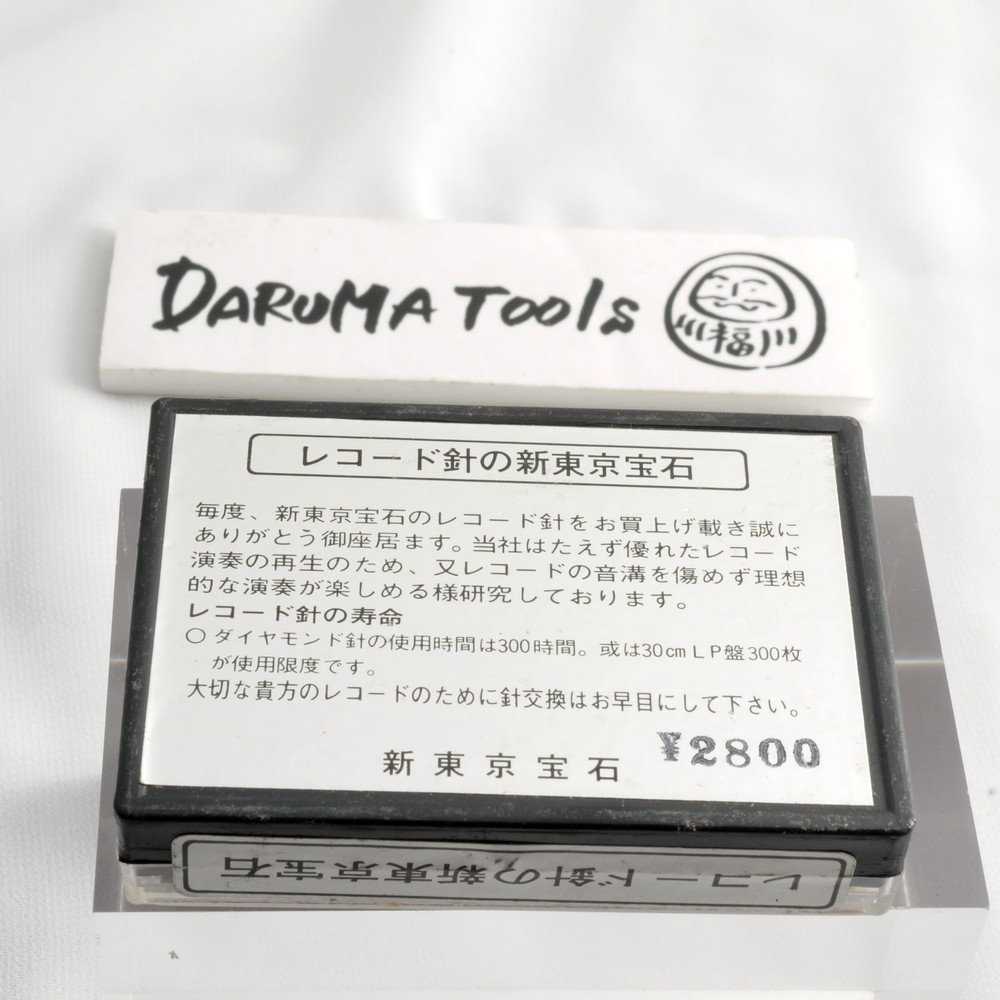 DARUMA Tools
福
レコード針の新東京宝石
毎度、新東京宝石のレコード針をお買上げ載き誠に
ありがとう御座居ます。当社はたえず優れたレコード
演奏の再生のため、又レコードの音溝を傷めず理想
的な演奏が楽しめる様研究しております。
レコード針の寿命
○ ダイヤモンド針の使用時間は300時間。或は30cmLP盤300枚
が使用限度です。
大切な貴方のレコードのために針交換はお早目にして下さい。
新東京宝石 ¥2800
レコード針の新東京宝石